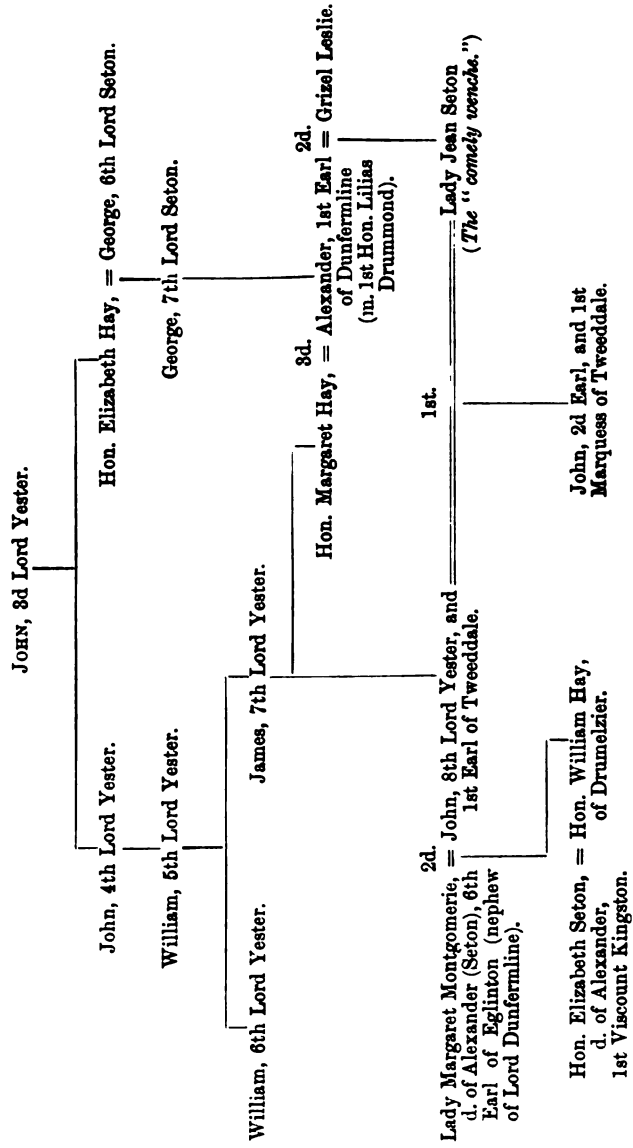 JOHN, 3d Lord Yester.
John, 4th Lord Yester.
Hon. Elizabeth Hay, = George, 6th Lord Seton.
William, 5th Lord Yester.
George, 7th Lord Seton.
William, 6th Lord Yester.
James, 7th Lord Yester.
3d.
2d.
Hon. Margaret Hay, = Alexander, 1st Earl = Grizel Leslie.
of Dunfermline
(m. 1st Hon. Lilias
Drummond).
2d.
1st.
Lady Margaret Montgomerie, = John, 8th Lord Yester, and
d. of Alexander (Seton), 6th
1st Earl of Tweeddale.
Earl of Eglinton (nephew
of Lord Dunfermline).
Lady Jean Seton
(The "comely wenche.")
Hon. Elizabeth Seton, = Hon. William Hay,
d. of Alexander,
of Drumelzier.
1st Viscount Kingston.
John, 2d Earl, and 1st
Marquess of Tweeddale.